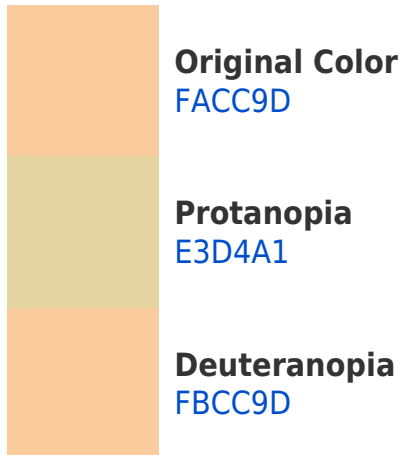 Original Color
FACC9D
Protanopia
E3D4A1
Deuteranopia
FBCC9D